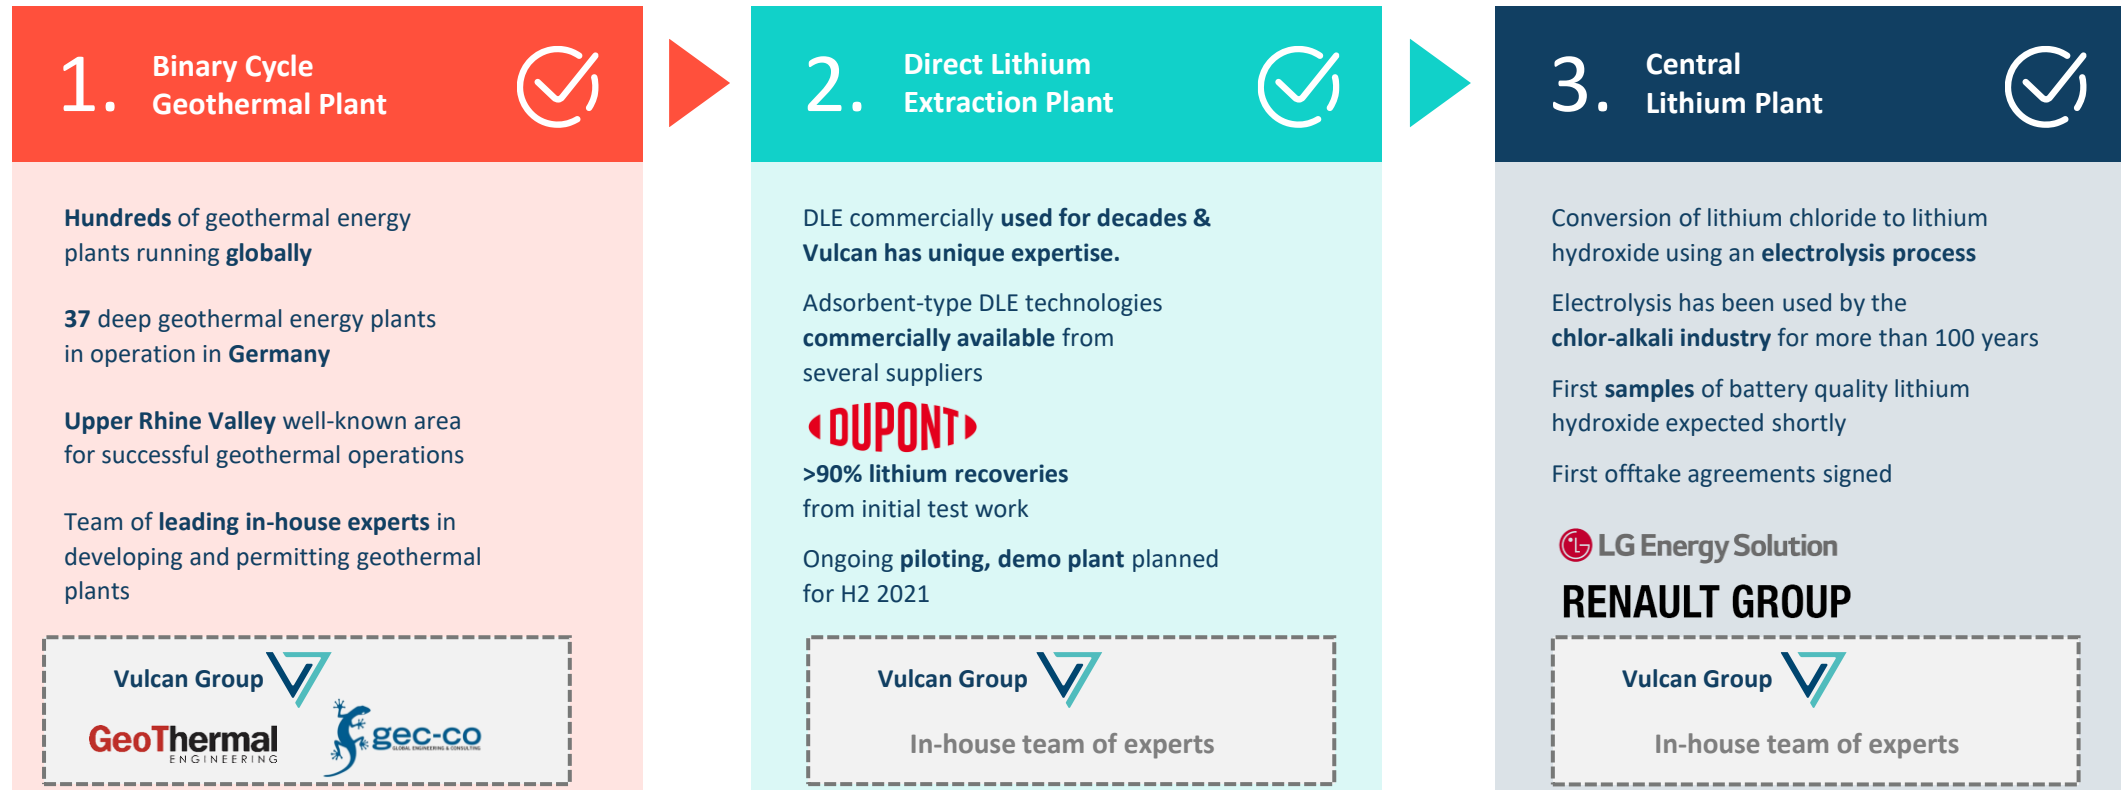 1.
Binary Cycle
Geothermal Plant
Hundreds of geothermal energy
plants running globally
37 deep geothermal energy plants
in operation in Germany
Upper Rhine Valley well-known area
for successful geothermal operations
Team of leading in-house experts in
developing and permitting geothermal
plants
Vulcan Group
GeoThermal
ENGINEERING
gec-co
GLOBAL ENGINEERING & CONSULTING
2.
Direct Lithium
Extraction Plant
DLE commercially used for decades &
Vulcan has unique expertise.
Adsorbent-type DLE technologies
commercially available from
several suppliers
DUPONT
>90% lithium recoveries
from initial test work
Ongoing piloting, demo plant planned
for H2 2021
Vulcan Group
In-house team of experts
3.
Central
Lithium Plant
Conversion of lithium chloride to lithium
hydroxide using an electrolysis process
Electrolysis has been used by the
chlor-alkali industry for more than 100 years
First samples of battery quality lithium
hydroxide expected shortly
First offtake agreements signed
LG Energy Solution
RENAULT GROUP
Vulcan Group
In-house team of experts